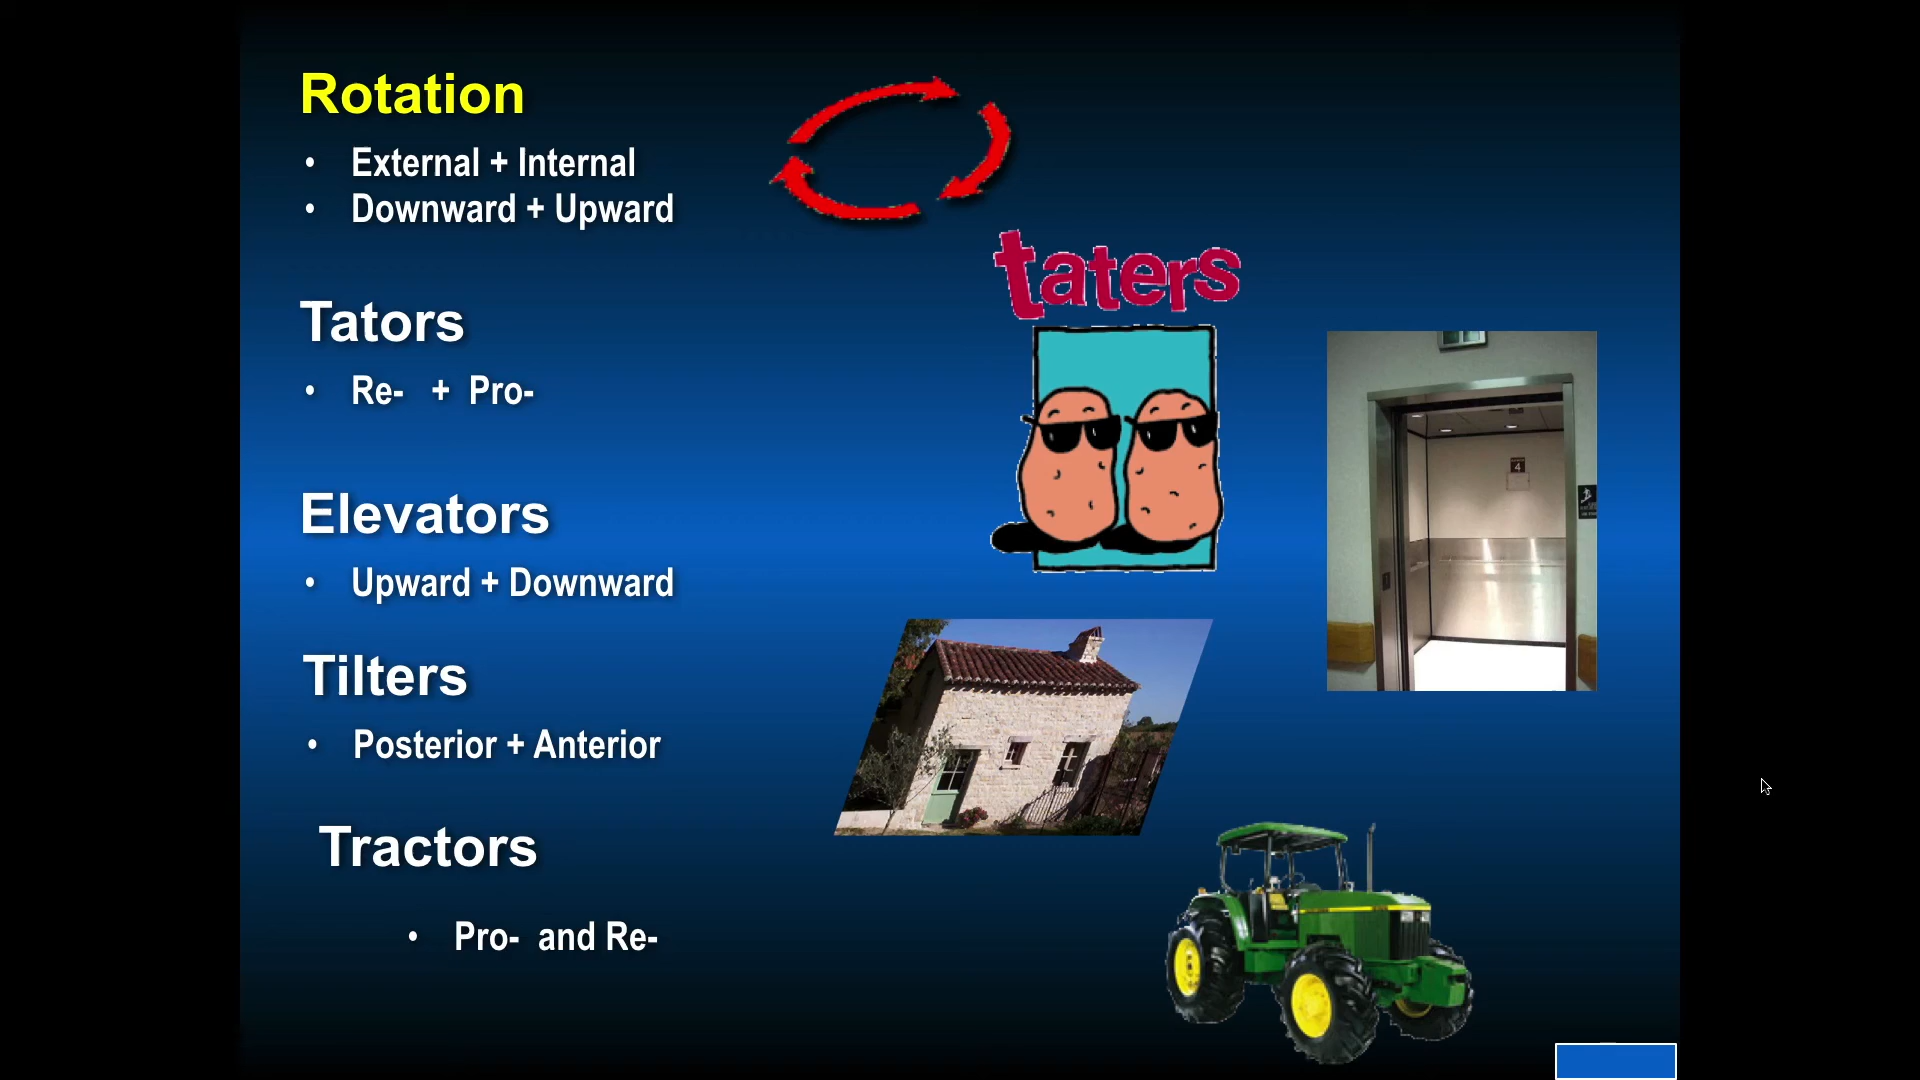 Rotation
• External + Internal
• Downward + Upward
taters
Tators
• Re- + Pro-
4
Elevators
• Upward + Downward
Tilters
• Posterior + Anterior
Tractors
• Pro- and Re-